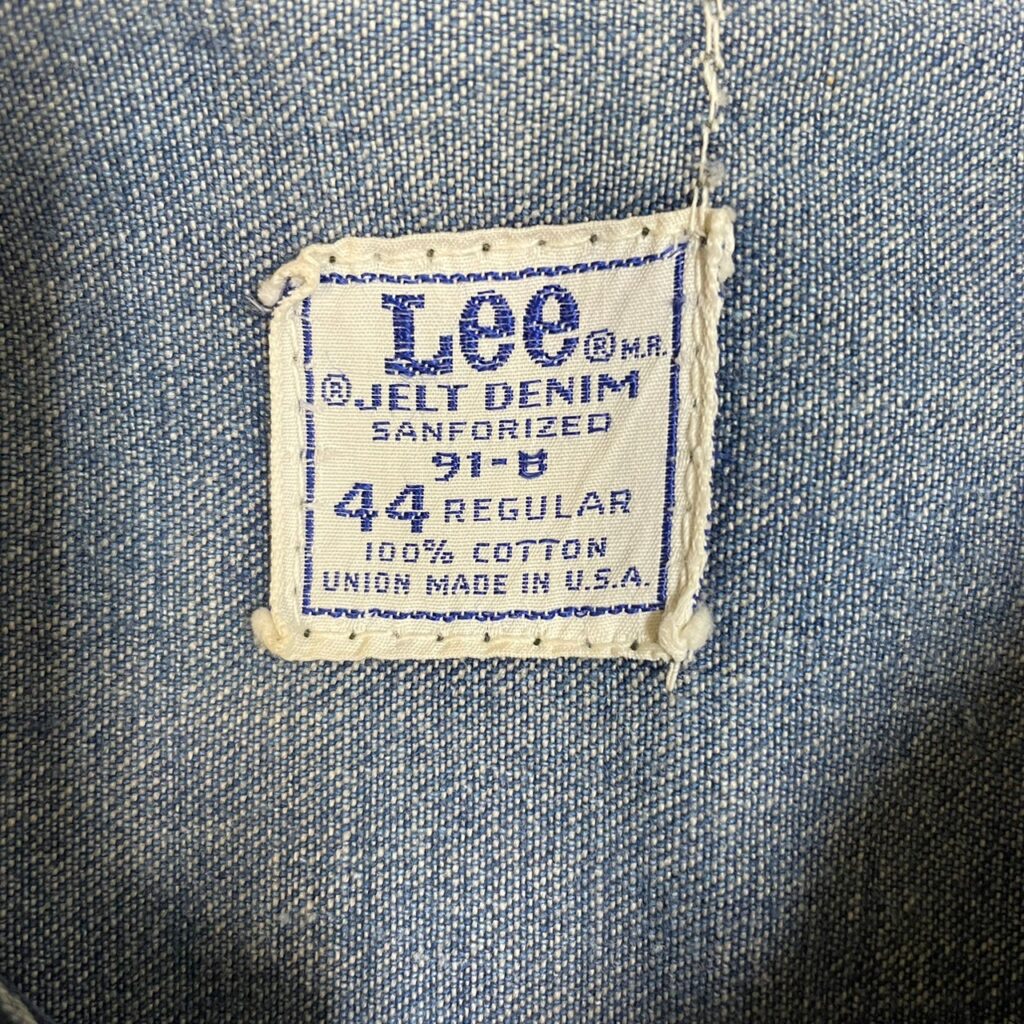 Lee ® M.R.
® JELT DENIM
SANFORIZED
91-B
44 REGULAR
100% COTTON
UNION MADE IN U.S.A.